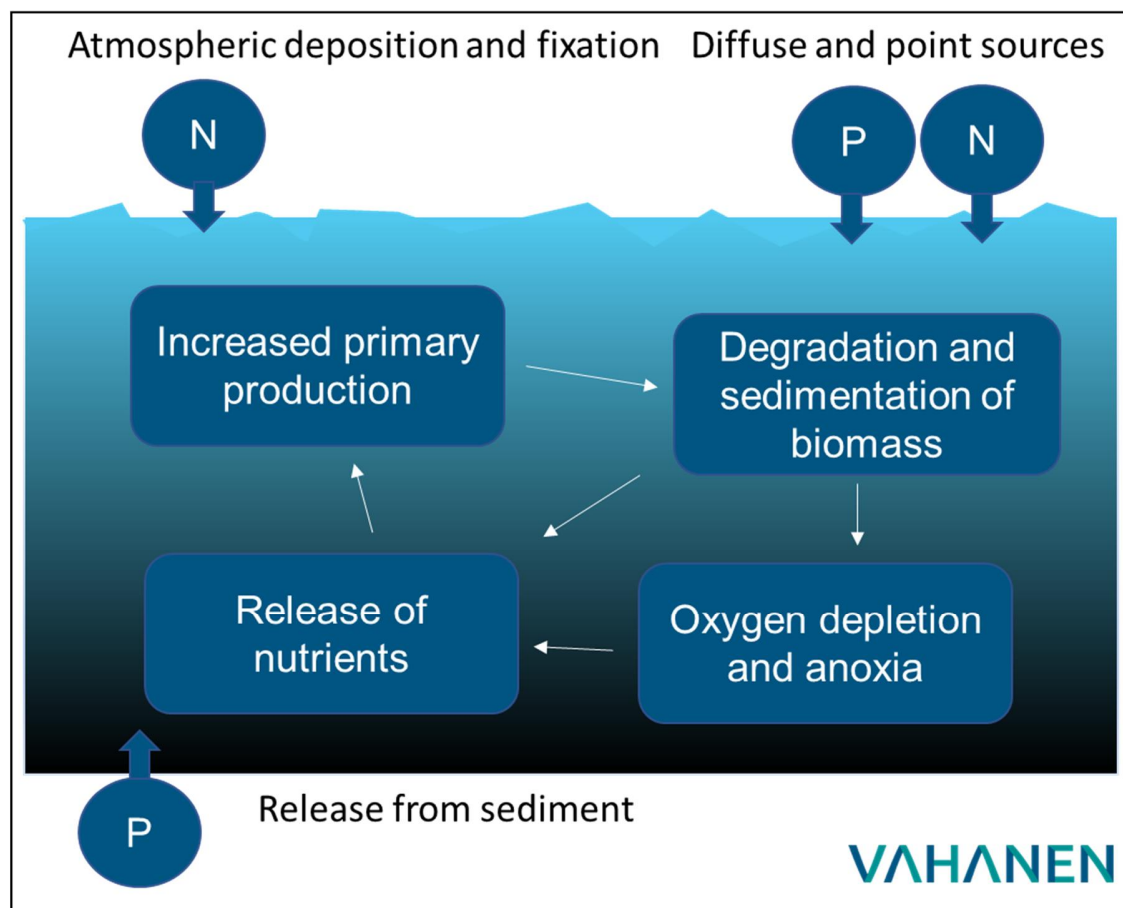 Atmospheric deposition and fixation
Diffuse and point sources
N
P
N
Increased primary
production
Degradation and
sedimentation of
biomass
Release of
nutrients
Oxygen depletion
and anoxia
P
Release from sediment
VAHANEN